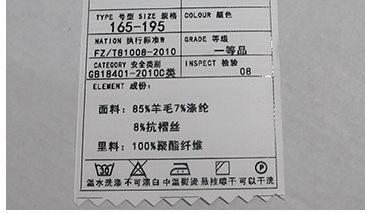 TYPE 号型 SIZE 规格
165-195
COLOUR 颜色
NATION 执行标准
FZ/T81008-2010
GRADE 等级
一等品
CATEGORY 安全类别
GB18401-2010C类
INSPECT 检验
08
ELEMENT 成份:
面料: 85%羊毛7%涤纶
8%抗褶丝
里料: 100%聚酯纤维
P
温水洗涤 不可漂白 中温熨烫 悬挂晾干 可以干洗